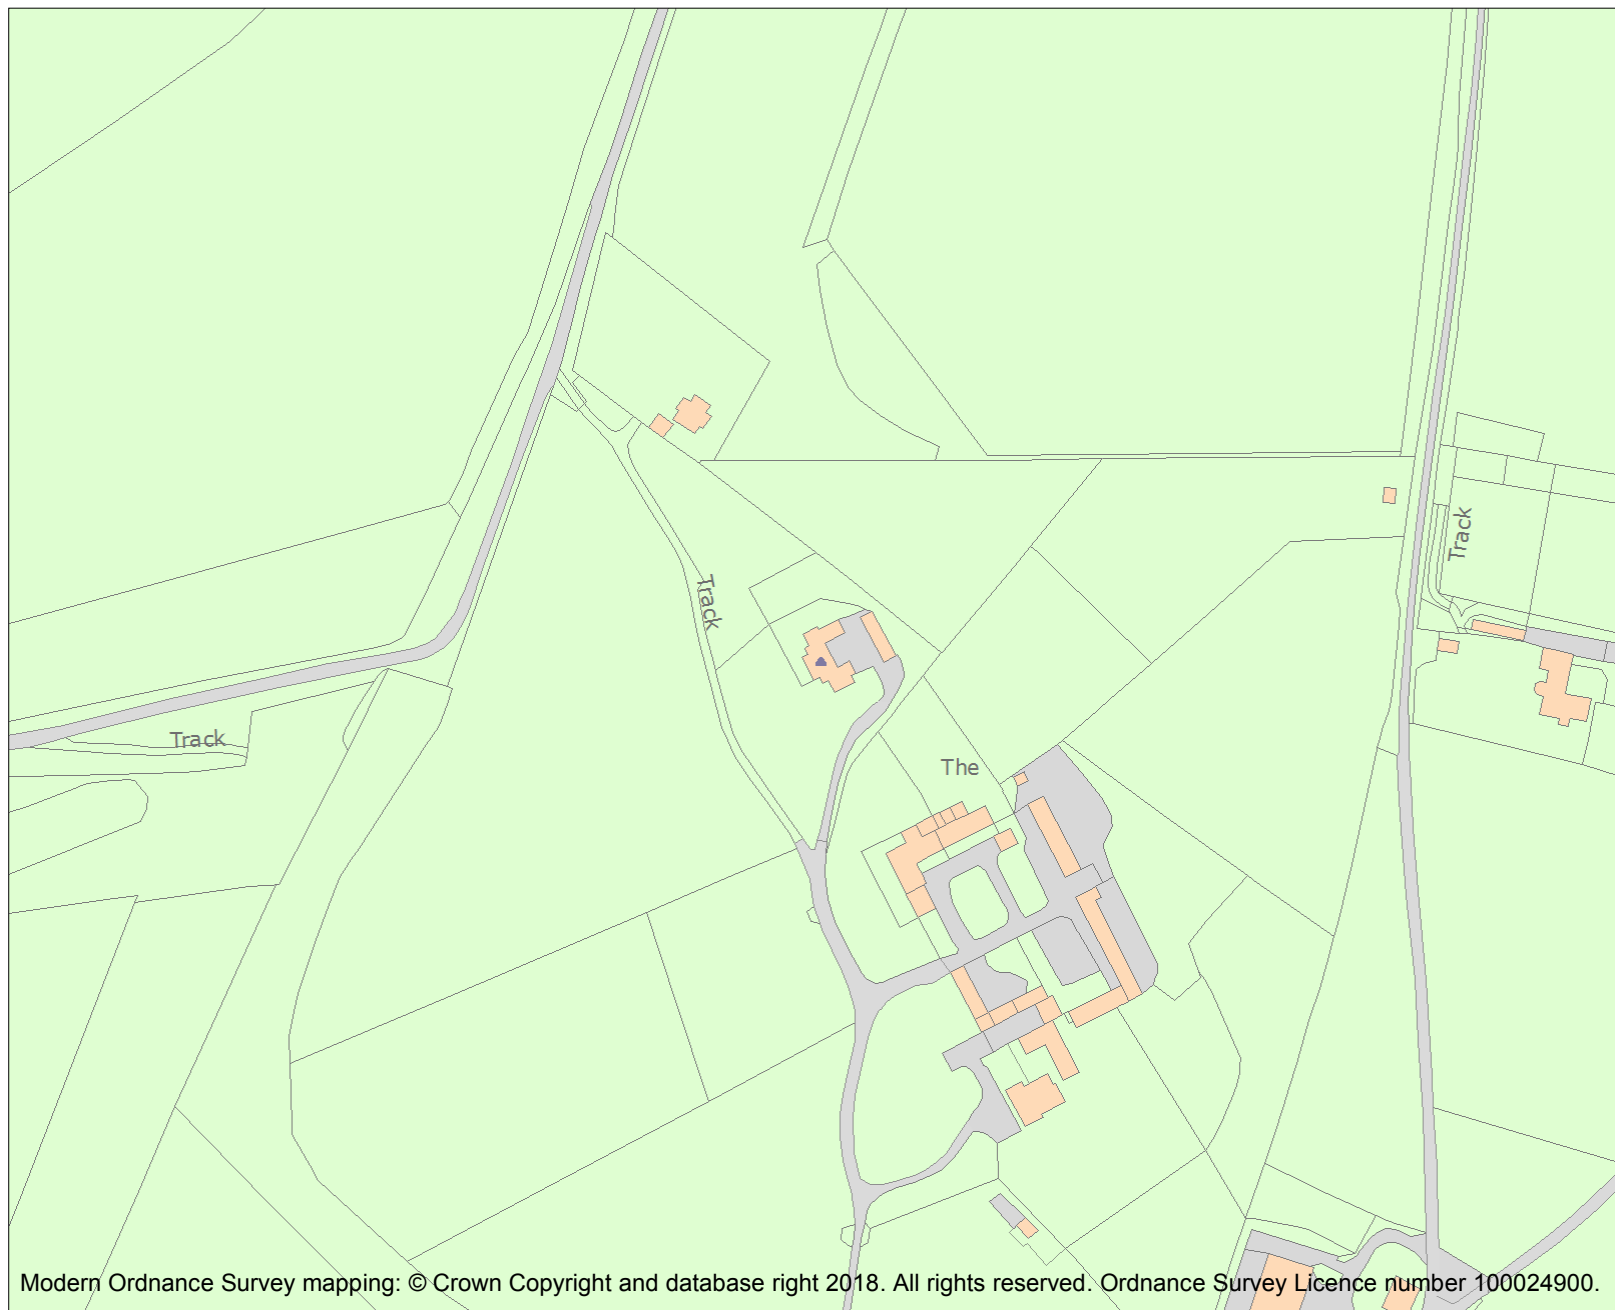 Track
Track
Track
The
Modern Ordnance Survey mapping: © Crown Copyright and database right 2018. All rights reserved. Ordnance Survey Licence number 100024900.